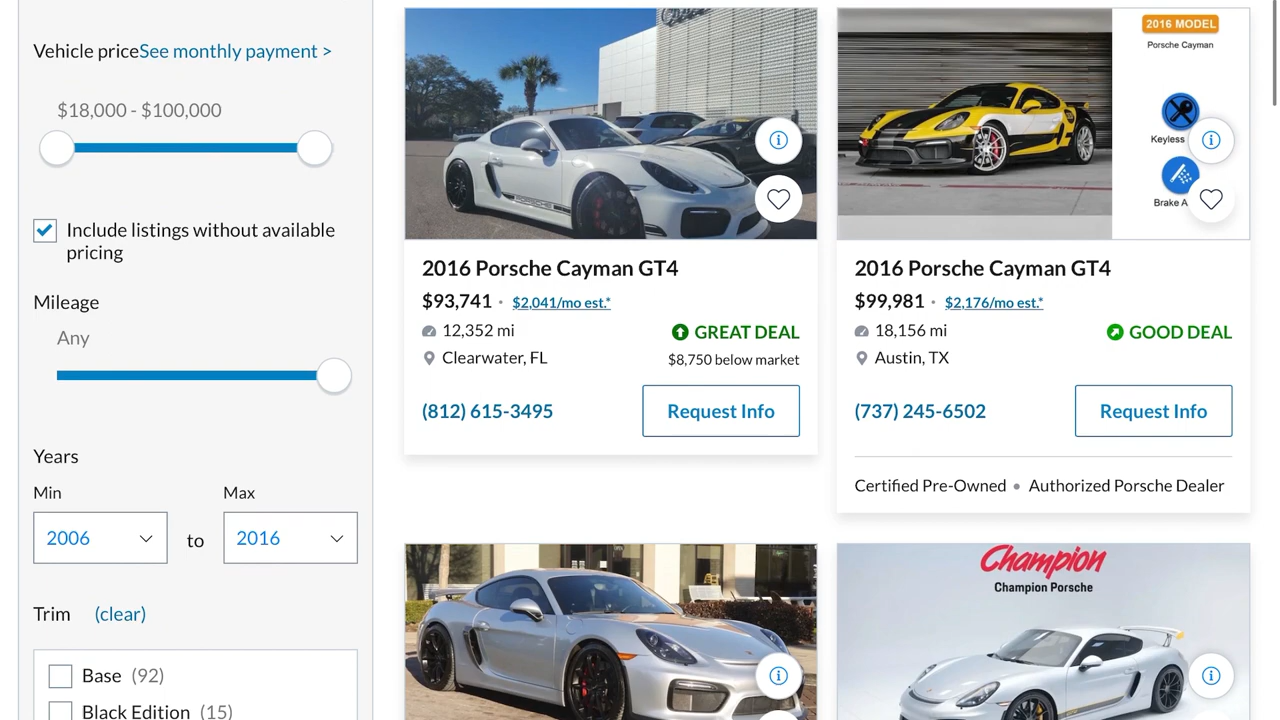 Vehicle priceSee monthly payment >
$18,000 - $100,000
Include listings without available
pricing
Mileage
Any
Years
Min
Max
2006
to
2016
Trim
(clear)
Base (92)
Black Edition (15)
2016 Porsche Cayman GT4
$93,741 • $2,041/mo est.*
12,352 mi
GREAT DEAL
Clearwater, FL
$8,750 below market
(812) 615-3495
Request Info
2016 MODEL
Porsche Cayman
Keyless
Brake A
2016 Porsche Cayman GT4
$99,981 • $2,176/mo est.*
18,156 mi
GOOD DEAL
Austin, TX
(737) 245-6502
Request Info
Certified Pre-Owned • Authorized Porsche Dealer
Champion
Champion Porsche